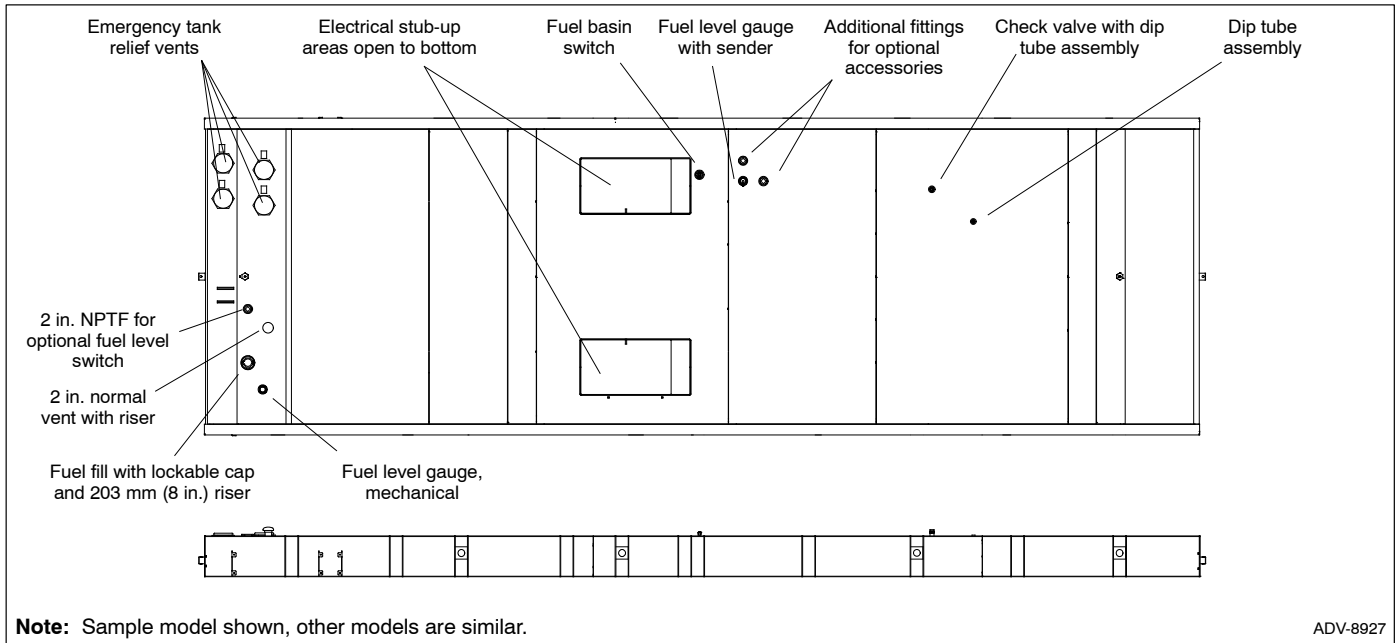 Emergency tank
relief vents
Electrical stub-up
areas open to bottom
Fuel basin
switch
Fuel level gauge
with sender
Additional fittings
for optional
accessories
Check valve with dip
tube assembly
Dip tube
assembly
2 in. NPTF for
optional fuel level
switch
2 in. normal
vent with riser
Fuel fill with lockable cap
and 203 mm (8 in.) riser
Fuel level gauge,
mechanical
Note: Sample model shown, other models are similar.
ADV-8927